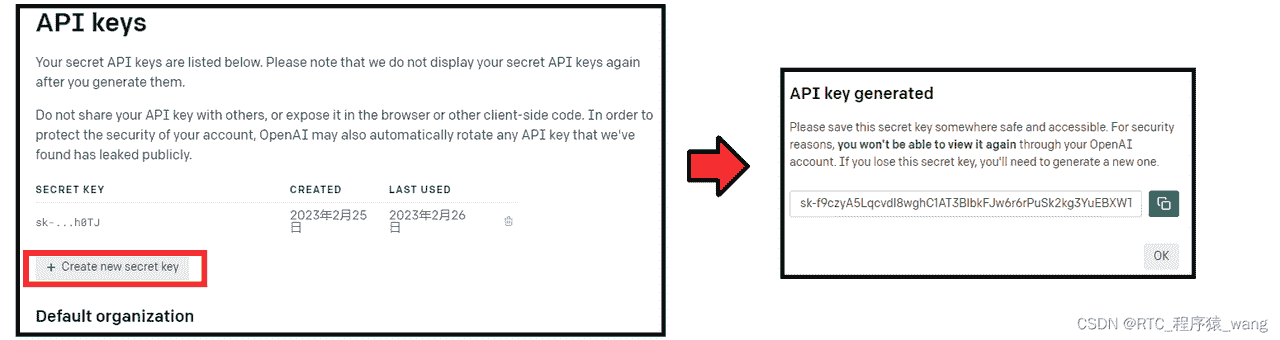 API keys
Your secret API keys are listed below. Please note that we do not display your secret API keys again
after you generate them.
Do not share your API key with others, or expose it in the browser or other client-side code. In order to
protect the security of your account, OpenAI may also automatically rotate any API key that we've
found has leaked publicly.
SECRET KEY CREATED LAST USED
sk-...h0TJ 2023年2月25日 2023年2月26日
+ Create new secret key
Default organization
API key generated
Please save this secret key somewhere safe and accessible. For security
reasons, you won't be able to view it again through your OpenAI
account. If you lose this secret key, you'll need to generate a new one.
OK
CSDN @RTC_程序猿_wang